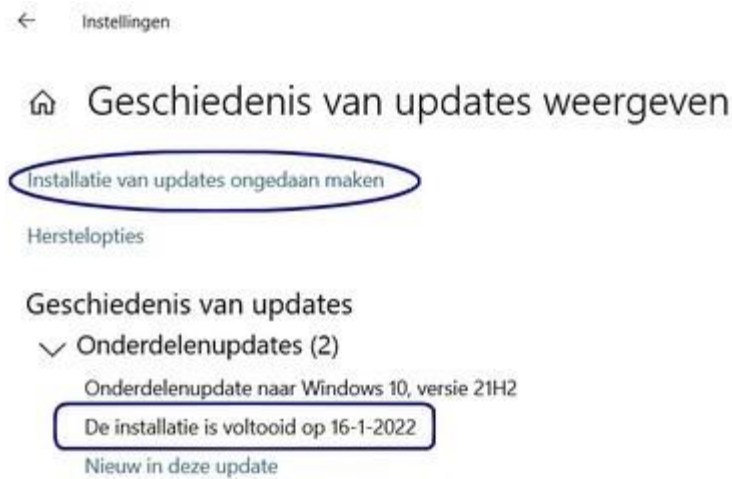 Instellingen
Geschiedenis van updates weergeven
Installatie van updates ongedaan maken
Herstelopties
Geschiedenis van updates
Onderdelenupdates (2)
Onderdelenupdate naar Windows 10, versie 21H2
De installatie is voltooid op 16-1-2022
Nieuw in deze update